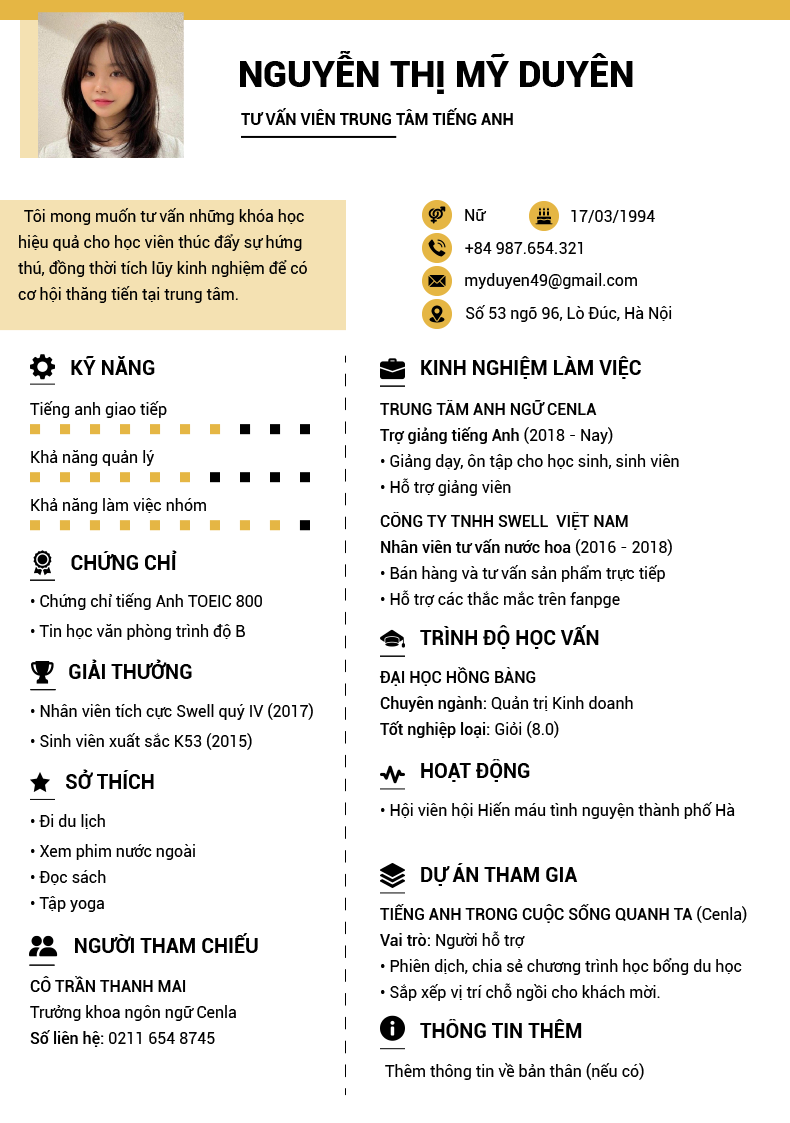 NGUYỄN THỊ MỸ DUYÊN
TƯ VẤN VIÊN TRUNG TÂM TIẾNG ANH
Tôi mong muốn tư vấn những khóa học
hiệu quả cho học viên thúc đẩy sự hứng
thú, đồng thời tích lũy kinh nghiệm để có
cơ hội thăng tiến tại trung tâm.
Nữ 17/03/1994
+84 987.654.321
myduyen49@gmail.com
Số 53 ngõ 96, Lò Đúc, Hà Nội
KỸ NĂNG
Tiếng anh giao tiếp
Khả năng quản lý
Khả năng làm việc nhóm
CHỨNG CHỈ
• Chứng chỉ tiếng Anh TOEIC 800
• Tin học văn phòng trình độ B
GIẢI THƯỞNG
• Nhân viên tích cực Swell quý IV (2017)
• Sinh viên xuất sắc K53 (2015)
SỞ THÍCH
• Đi du lịch
• Xem phim nước ngoài
• Đọc sách
• Tập yoga
NGƯỜI THAM CHIẾU
CÔ TRẦN THANH MAI
Trưởng khoa ngôn ngữ Cenla
Số liên hệ: 0211 654 8745
KINH NGHIỆM LÀM VIỆC
TRUNG TÂM ANH NGỮ CENLA
Trợ giảng tiếng Anh (2018 - Nay)
• Giảng dạy, ôn tập cho học sinh, sinh viên
• Hỗ trợ giảng viên
CÔNG TY TNHH SWELL VIỆT NAM
Nhân viên tư vấn nước hoa (2016 - 2018)
• Bán hàng và tư vấn sản phẩm trực tiếp
• Hỗ trợ các thắc mắc trên fanpge
TRÌNH ĐỘ HỌC VẤN
ĐẠI HỌC HỒNG BÀNG
Chuyên ngành: Quản trị Kinh doanh
Tốt nghiệp loại: Giỏi (8.0)
HOẠT ĐỘNG
• Hội viên hội Hiến máu tình nguyện thành phố Hà
DỰ ÁN THAM GIA
TIẾNG ANH TRONG CUỘC SỐNG QUANH TA (Cenla)
Vai trò: Người hỗ trợ
• Phiên dịch, chia sẻ chương trình học bổng du học
• Sắp xếp vị trí chỗ ngồi cho khách mời.
THÔNG TIN THÊM
Thêm thông tin về bản thân (nếu có)